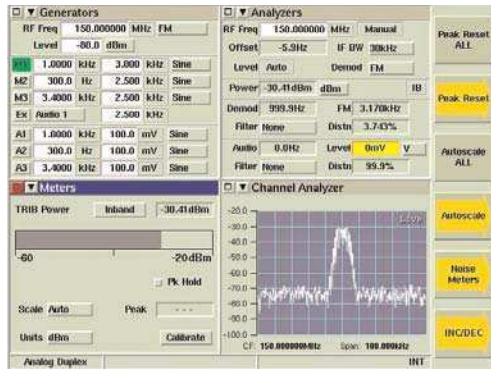 Generators
RF Freq 150.000000 MHz FM
Level -80.0 dBm
M1 1.0000 kHz 3.000 kHz Sine
M2 300.0 Hz 2.500 kHz Sine
M3 3.4000 kHz 2.500 kHz Sine
Ex Audio 1 2.500 kHz
A1 1.0000 kHz 100.0 mV Sine
A2 300.0 Hz 100.0 mV Sine
A3 3.4000 kHz 100.0 mV Sine
Analyzers
RF Freq 150.000000 MHz Manual
Offset -5.9Hz IF BW 30kHz
Level Auto Demod FM
Power -30.41dBm dBm IB
Demod 999.9Hz FM 3.170kHz
Filter None Distn 3.743%
Audio 0.0Hz Level 0mV V
Filter None Distn 99.9%
Meters
TRIB Power Inband -30.41dBm
-60 -20dBm
Pk Hold
Scale Auto Peak ---
Units dBm Calibrate
Channel Analyzer
Live
-20.0
-30.0
-40.0
-60.0
-70.0
-80.0
-90.0
-100.0
CF: 150.000000MHz Span: 100.000kHz
Analog Duplex INT
Peak Reset
ALL
Peak Reset
Autoscale
ALL
Autoscale
Noise
Meters
INC/DEC